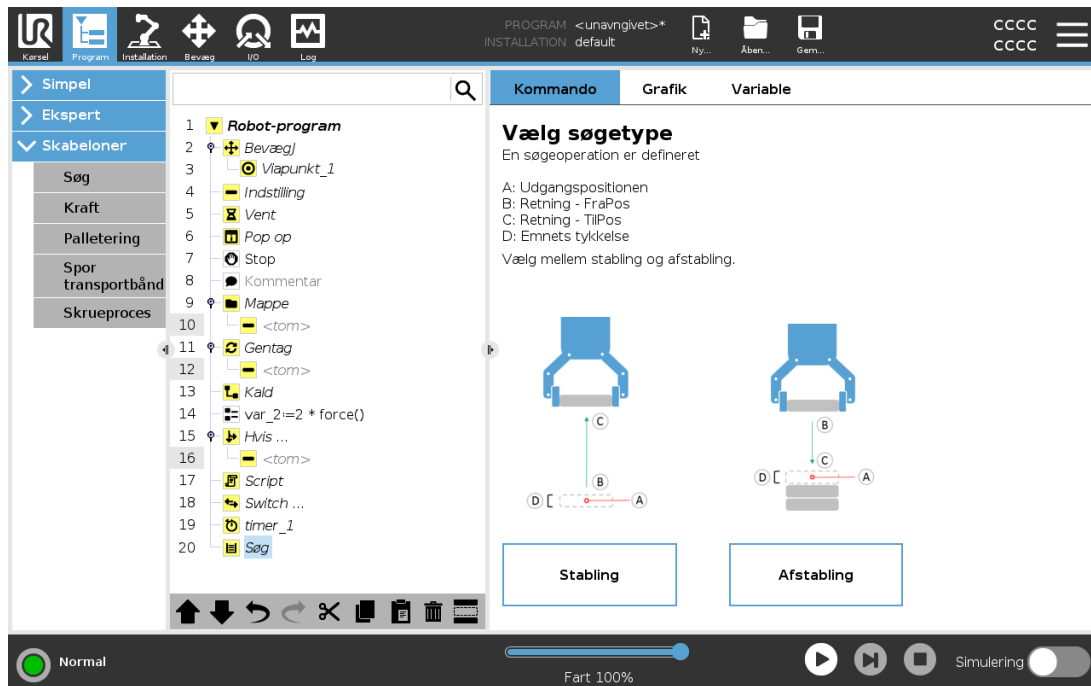 PROGRAM <unavngivet>*
INSTALLATION default
CCCC
CCCC
Kørsel
Program
Installation
Bevæg
I/O
Log
Ny...
Åben...
Gem...
Simpel
Ekspert
Skabeloner
Søg
Kraft
Palletering
Spor
transportbånd
Skrueproces
1 Robot-program
2 BevægJ
3 Viapunkt_1
4 Indstilling
5 Vent
6 Pop op
7 Stop
8 Kommentar
9 Mappe
10 <tom>
11 Gentag
12 <tom>
13 Kald
14 var_2:=2 * force()
15 Hvis ...
16 <tom>
17 Script
18 Switch ...
19 timer_1
20 Søg
Kommando
Grafik
Variable
Vælg søgetype
En søgeoperation er defineret
A: Udgangspositionen
B: Retning - FraPos
C: Retning - TilPos
D: Emnets tykkelse
Vælg mellem stabling og afstabling.
C
B
D
A
B
C
D
A
Stabling
Afstabling
Normal
Fart 100%
Simulering